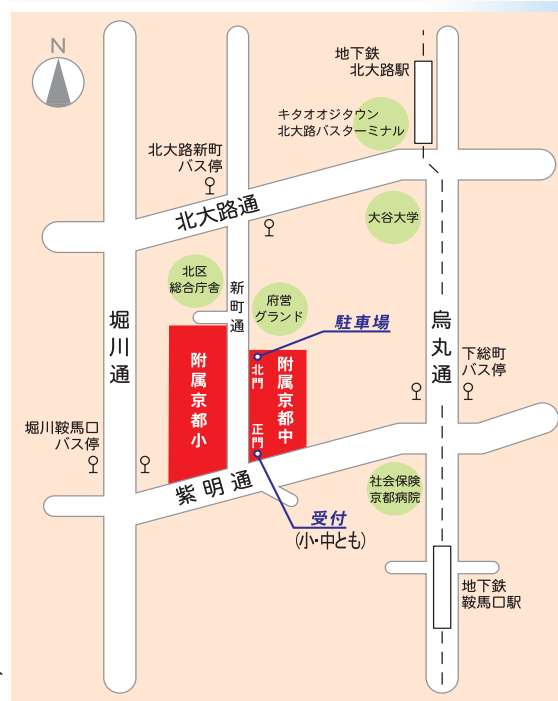 N
地下鉄
北大路駅
キタオオジタウン
北大路バスターミナル
北大路新町
バス停
北大路通
大谷大学
北区
総合庁舎
新町通
府営
グランド
駐車場
堀川通
烏丸通
下総町
バス停
附属京都小
北門
附属京都中
正門
堀川鞍馬口
バス停
紫明通
社会保険
京都病院
受付
(小・中とも)
地下鉄
鞍馬口駅